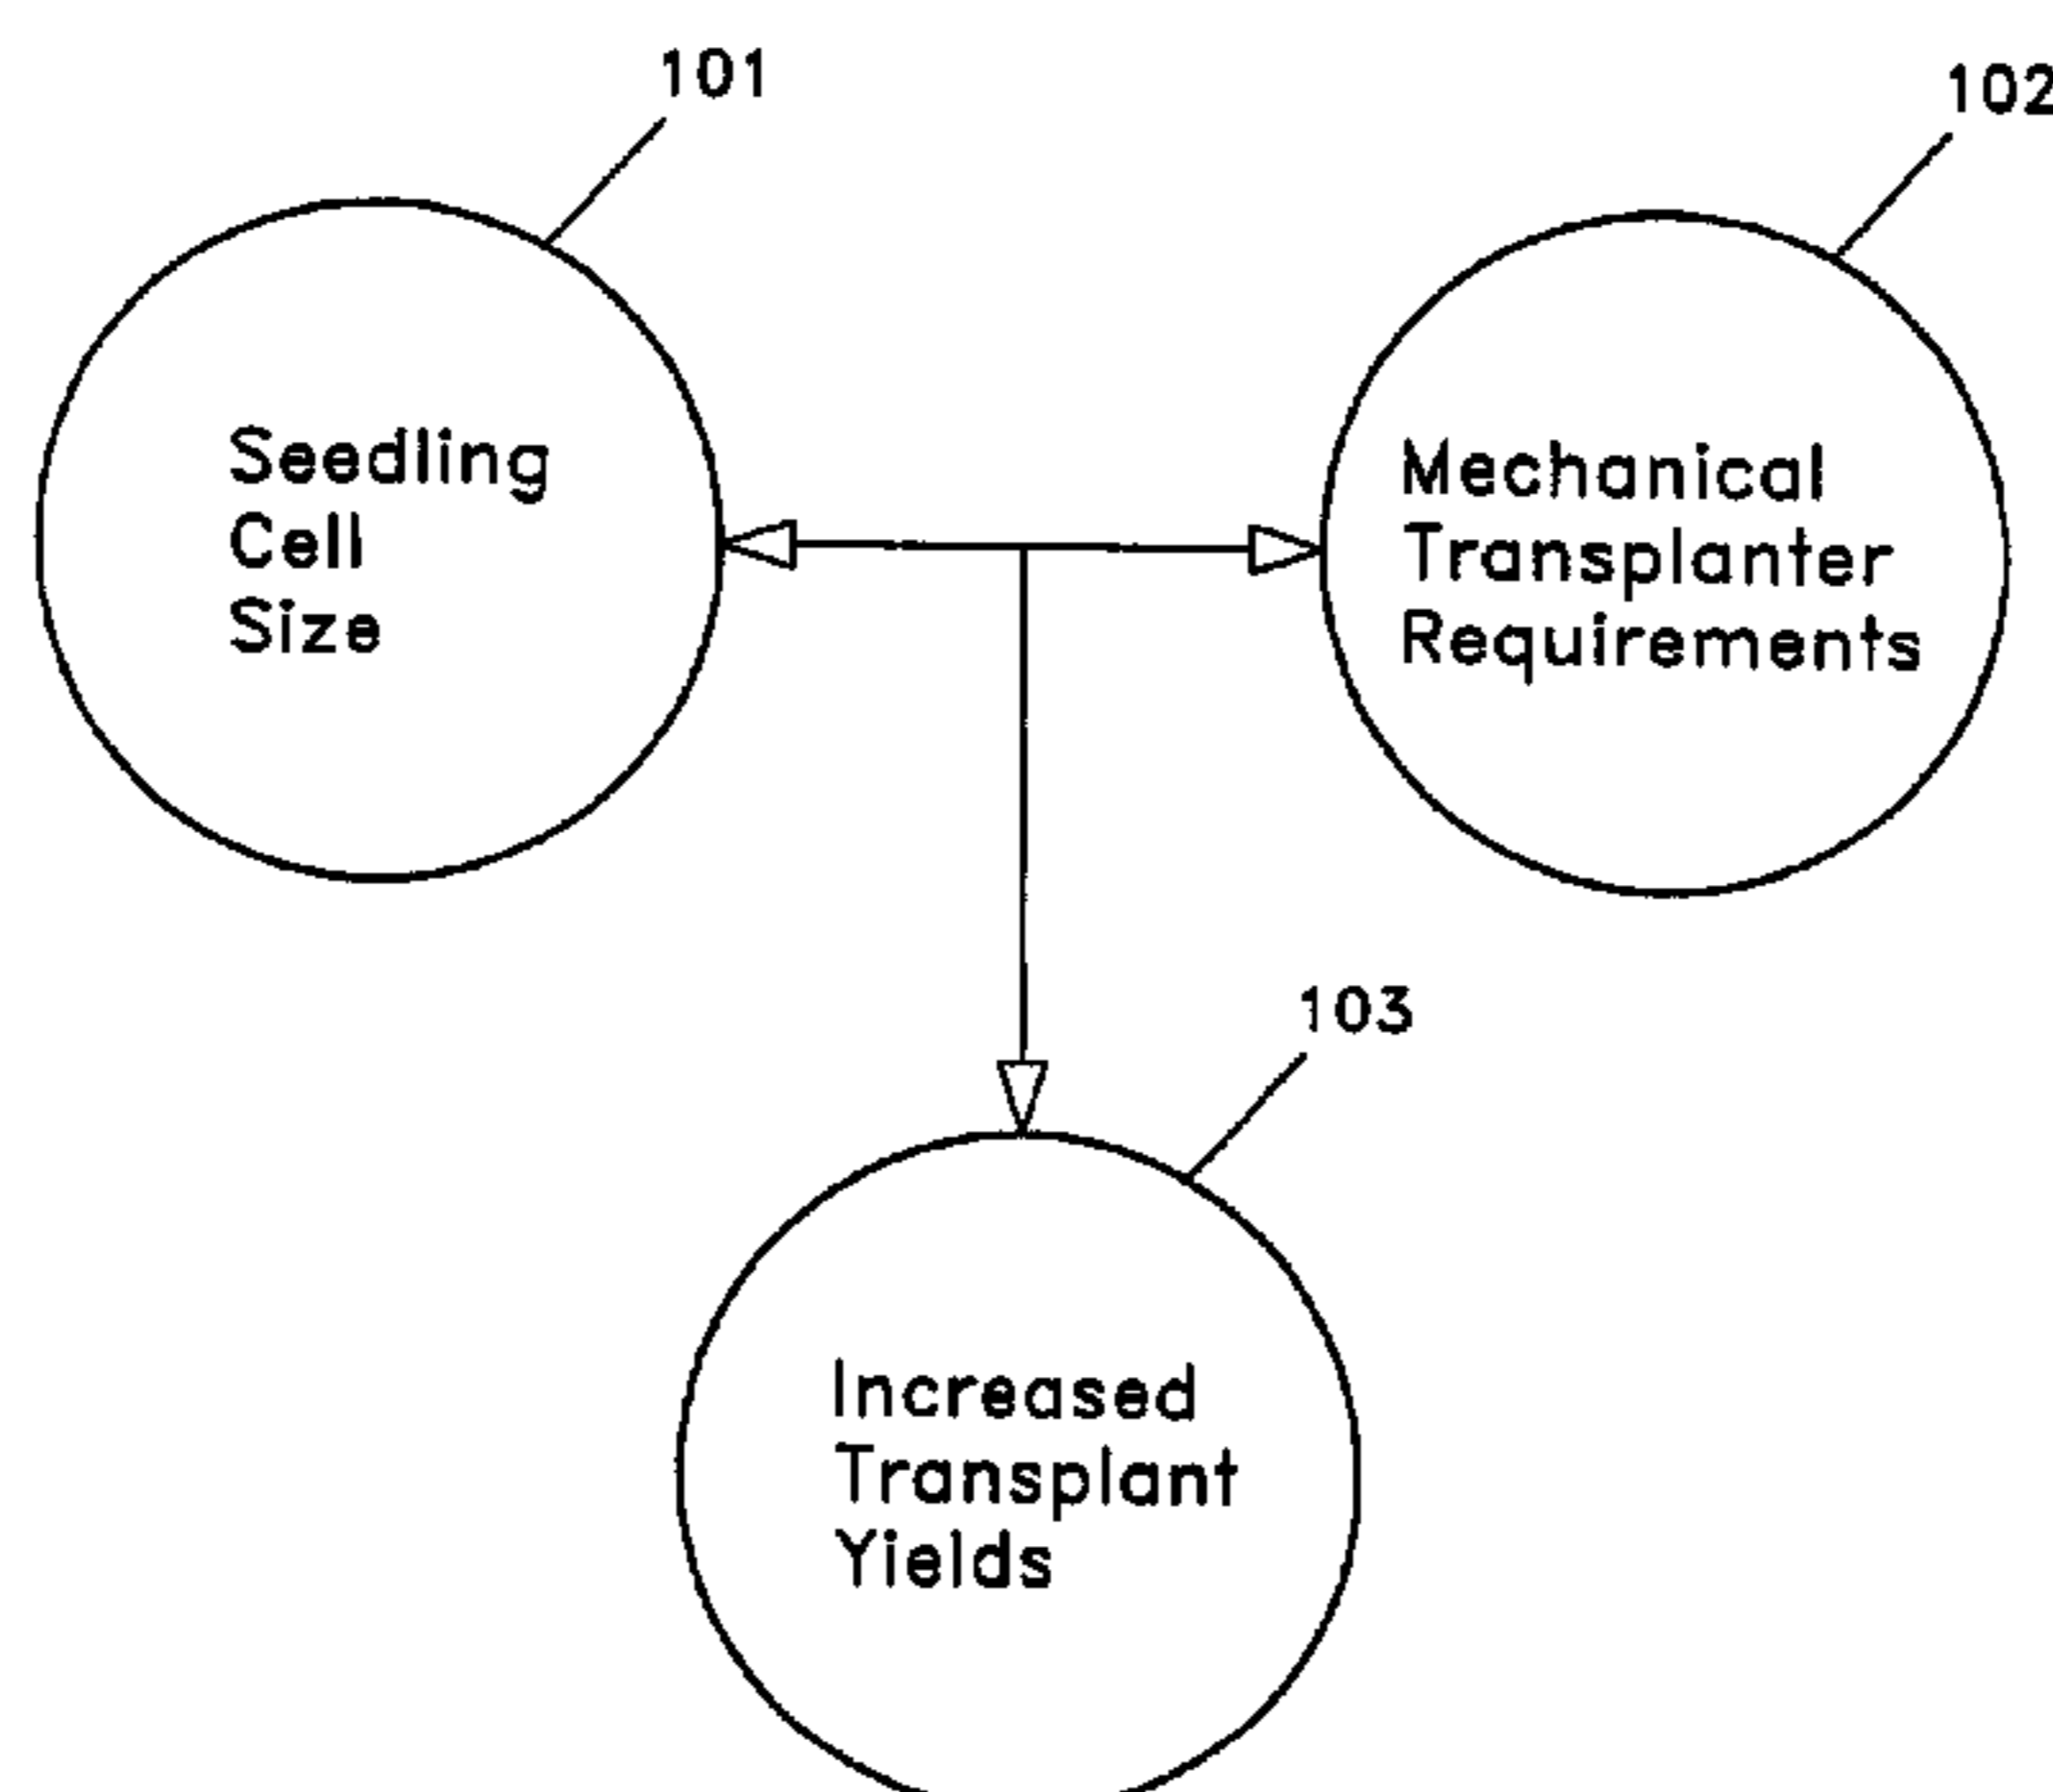 101
102
Seedling
Cell
Size
Mechanical
Transplanter
Requirements
103
Increased
Transplant
Yields